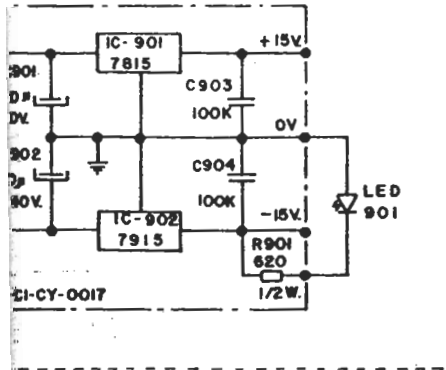 IC-901
7815
+15V.
C903
100K
0V
C904
100K
LED
901
IC-902
7915
-15V.
R901
620
1/2W.
CI-CY-0017